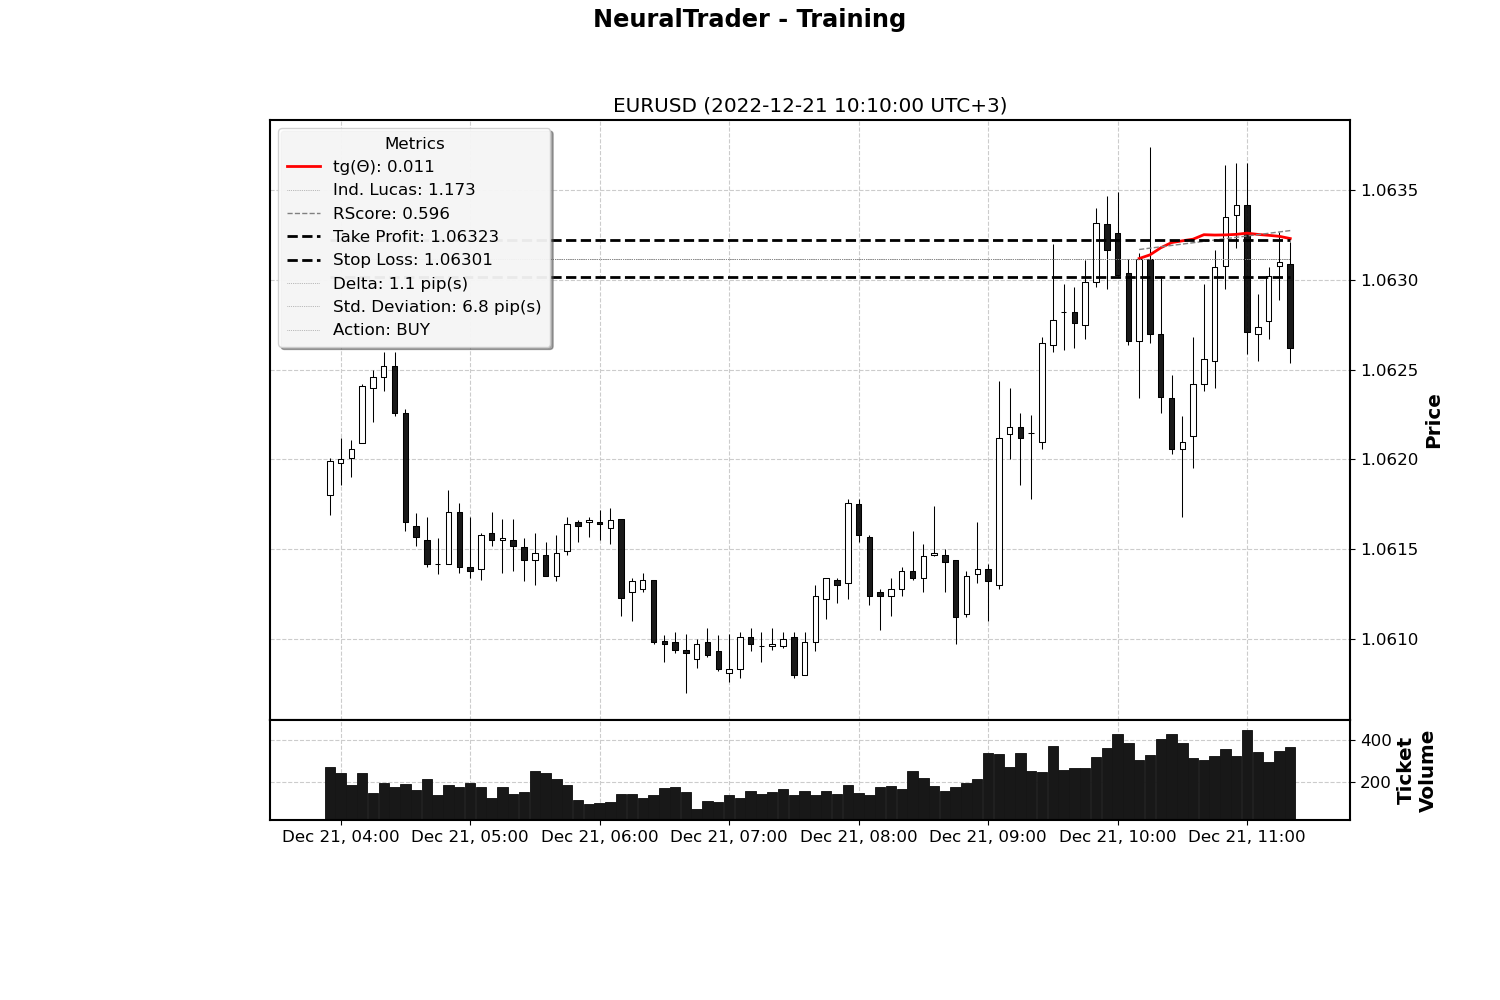 NeuralTrader - Training
EURUSD (2022-12-21 10:10:00 UTC+3)
Metrics
tg(Θ): 0.011
Ind. Lucas: 1.173
RScore: 0.596
Take Profit: 1.06323
Stop Loss: 1.06301
Delta: 1.1 pip(s)
Std. Deviation: 6.8 pip(s)
Action: BUY
1.0635
1.0630
1.0625
1.0620
1.0615
1.0610
Price
400
200
Ticket
Volume
Dec 21, 04:00
Dec 21, 05:00
Dec 21, 06:00
Dec 21, 07:00
Dec 21, 08:00
Dec 21, 09:00
Dec 21, 10:00
Dec 21, 11:00